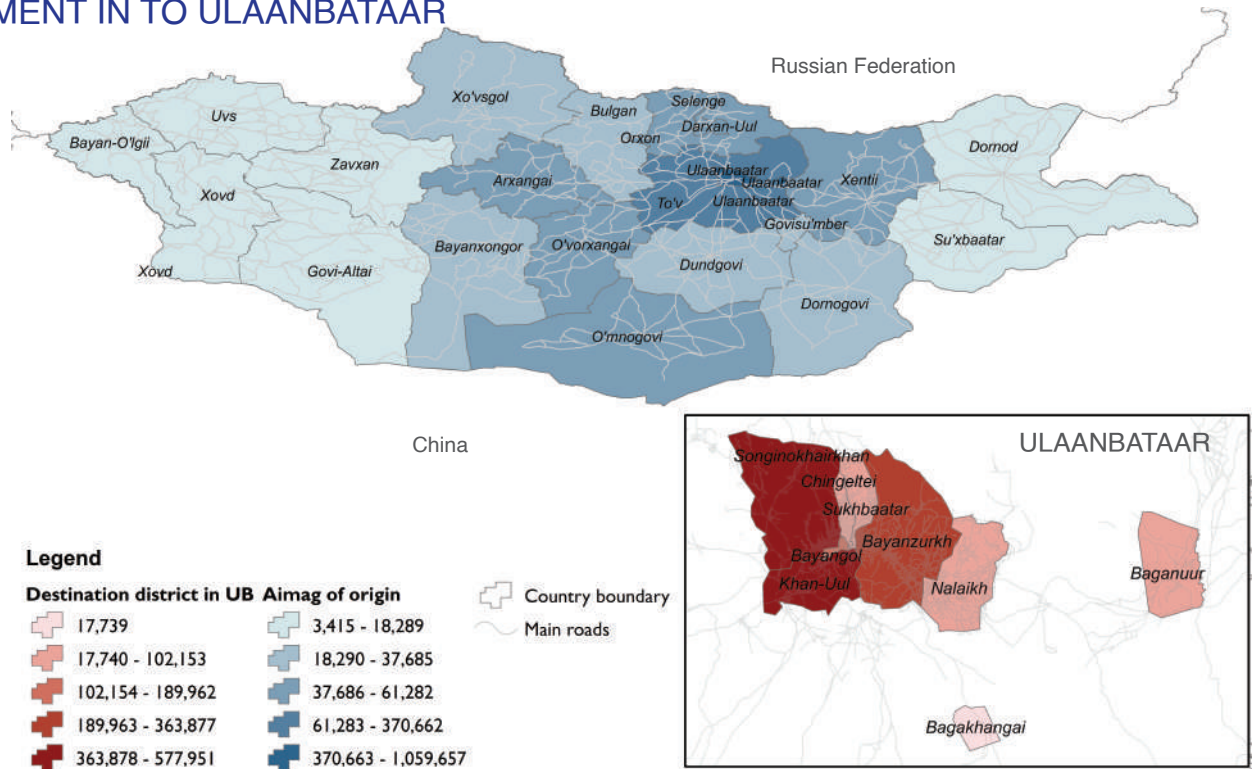 MENT IN TO ULAANBATAAR
Russian Federation
Xo'vsgol
Bulgan
Selenge
Uvs
Orxon
Darxan-Uul
Bayan-O'lgii
Dornod
Zavxan
Ulaanbaatar
Arxangai
Ulaanbaatar
Xentii
Xovd
To'v
Ulaanbaatar
Govisu'mber
Bayanxongor
O'vorxangai
Su'xbaatar
Xovd
Govi-Altai
Dundgovi
Dornogovi
O'mnogovi
China
ULAANBATAAR
Songinokhairkhan
Chingeltei
Sukhbaatar
Bayanzurkh
Bayangol
Khan-Uul
Nalaikh
Baganuur
Bagakhangai
Legend
Destination district in UB
17,739
17,740 - 102,153
102,154 - 189,962
189,963 - 363,877
363,878 - 577,951
Aimag of origin
3,415 - 18,289
18,290 - 37,685
37,686 - 61,282
61,283 - 370,662
370,663 - 1,059,657
Country boundary
Main roads